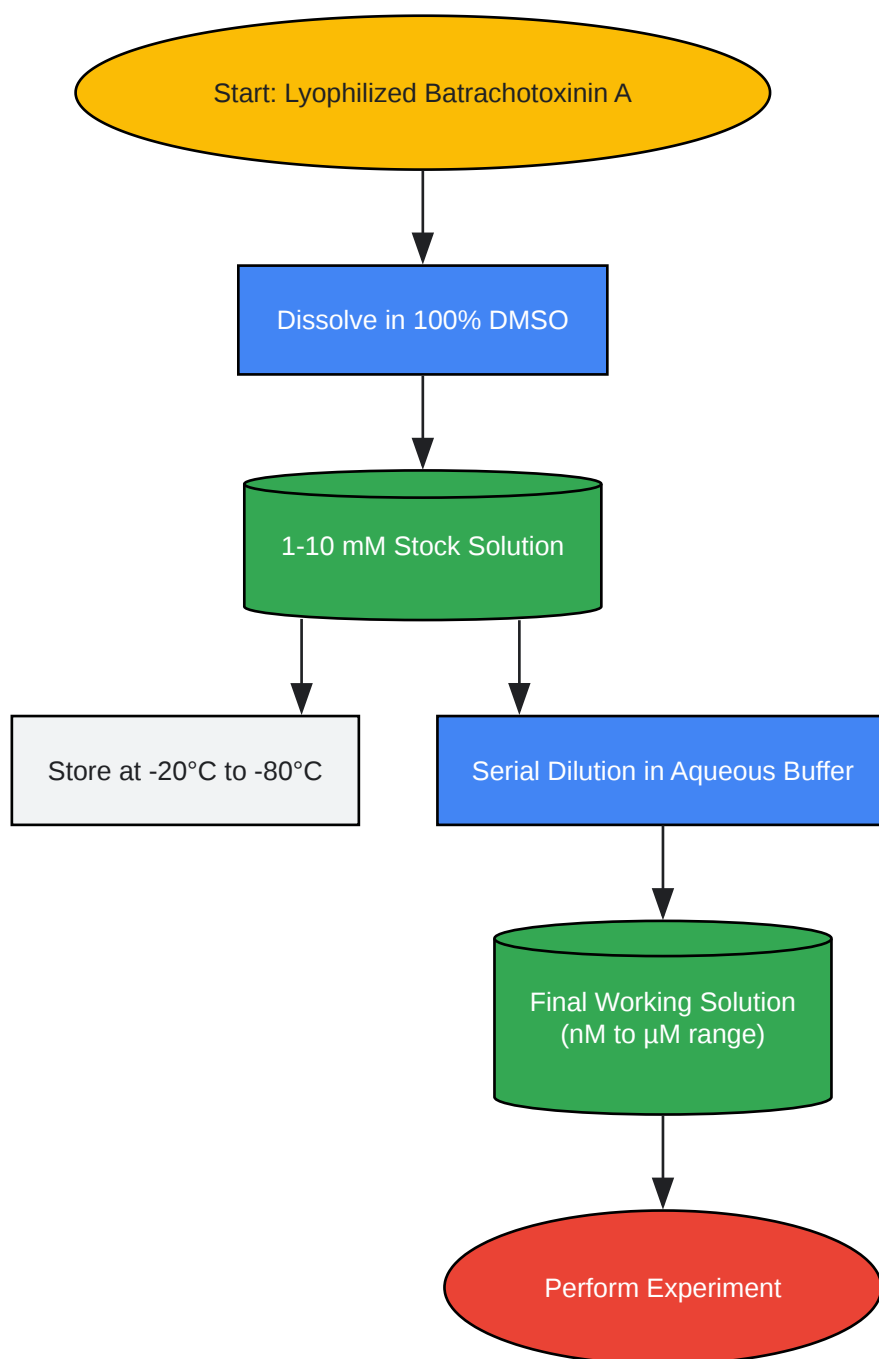 Start: Lyophilized Batrachotoxinin A
Dissolve in 100% DMSO
1-10 mM Stock Solution
Store at -20°C to -80°C
Serial Dilution in Aqueous Buffer
Final Working Solution
(nM to µM range)
Perform Experiment